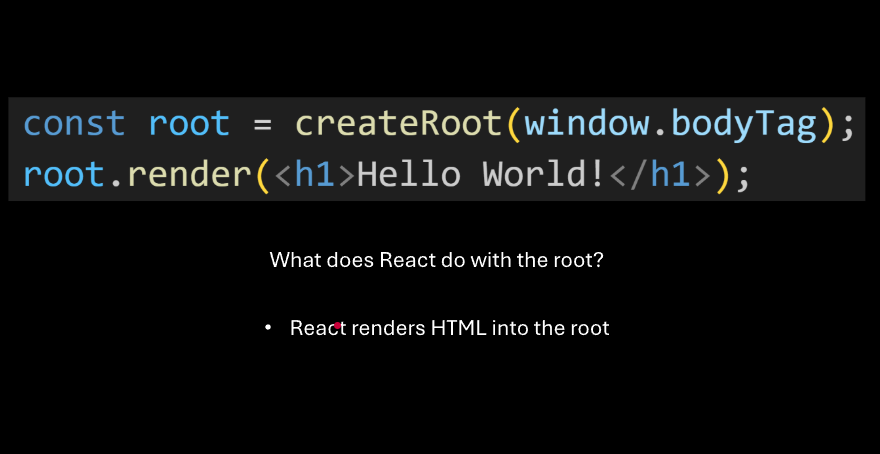 const root = createRoot(window.bodyTag);
root.render(<h1>Hello World!</h1>);
What does React do with the root?
• React renders HTML into the root